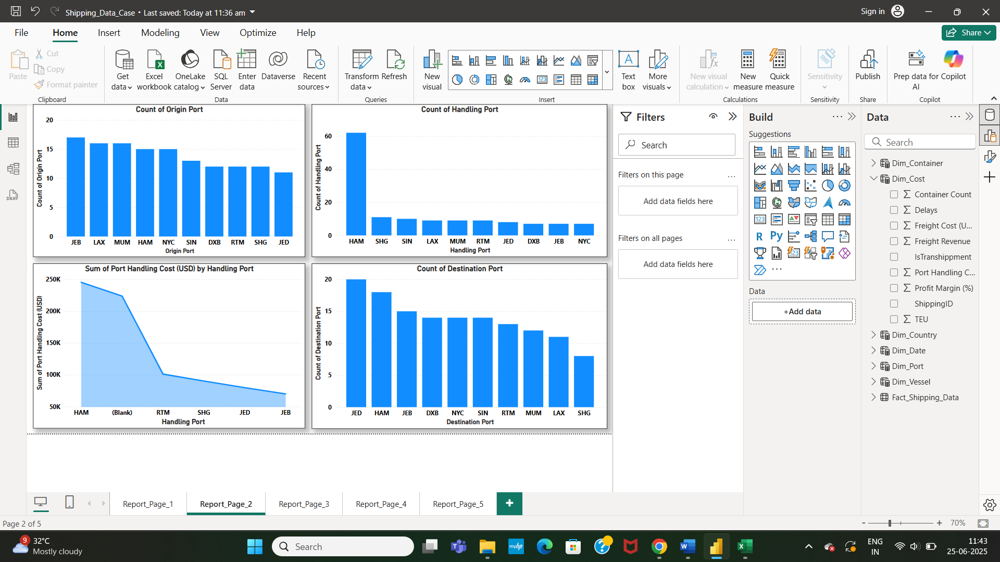 Shipping_Data_Case • Last saved: Today at 11:36 am
Sign in
File Home Insert Modeling View Optimize Help
Share
Paste
Cut
Copy
Format painter
Clipboard
Get data
Excel workbook
OneLake catalog
SQL Server
Enter data
Dataverse
Recent sources
Data
Transform data
Refresh
Queries
New visual
123
A
Text box
More visuals
Insert
New visual calculation
New measure
Quick measure
Calculations
Sensitivity
Sensitivity
Publish
Share
Prep data for AI
Copilot
Copilot
DAX
Count of Origin Port
Count of Origin Port
20
15
10
5
0
JEB LAX MUM HAM NYC SIN DXB RTM SHG JED
Origin Port
Count of Handling Port
Count of Handling Port
60
40
20
0
HAM SHG SIN LAX MUM RTM JED DXB JEB NYC
Handling Port
Sum of Port Handling Cost (USD) by Handling Port
Sum of Port Handling Cost (USD)
250K
200K
150K
100K
50K
HAM (Blank) RTM SHG JED JEB
Handling Port
Count of Destination Port
Count of Destination Port
20
15
10
5
0
JED HAM JEB DXB NYC SIN RTM MUM LAX SHG
Destination Port
Filters
Search
Filters on this page
...
Add data fields here
Filters on all pages
...
Add data fields here
Build
...
Suggestions
123
R Py
123
...
Data
+Add data
Data
...
Search
Dim_Container
Dim_Cost
Container Count
Delays
Freight Cost (U...
Freight Revenue
IsTranshippment
Port Handling C...
Profit Margin (%)
ShippingID
TEU
Dim_Country
Dim_Date
Dim_Port
Dim_Vessel
Fact_Shipping_Data
Report_Page_1 Report_Page_2 Report_Page_3 Report_Page_4 Report_Page_5 +
Page 2 of 5
- + 70%
9
32°C
Mostly cloudy
Search
myhp
ENG
IN
11:43
25-06-2025